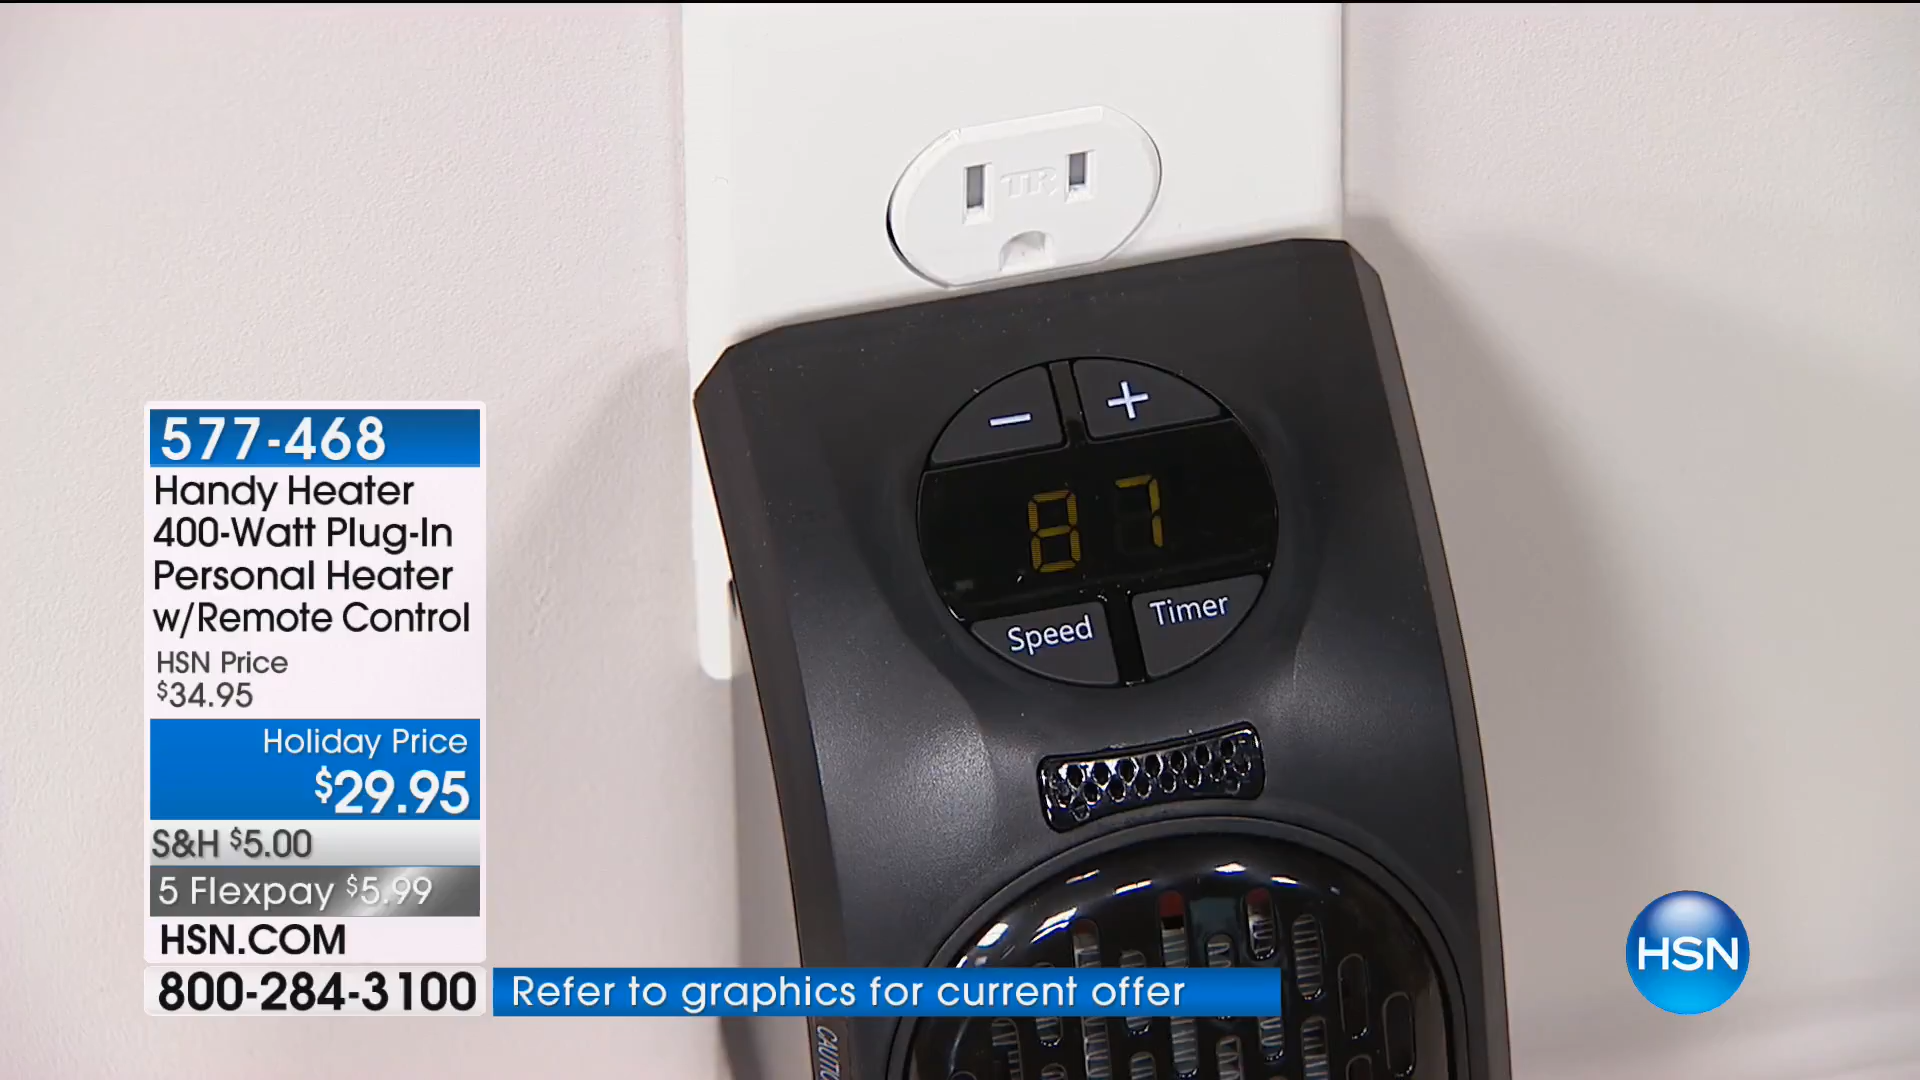 577-468
Handy Heater
400-Watt Plug-In
Personal Heater
w/Remote Control
HSN Price
$34.95
Holiday Price
$29.95
S&H $5.00
5 Flexpay $5.99
HSN.COM
800-284-3100
Refer to graphics for current offer
HSN
− +
87
Speed Timer